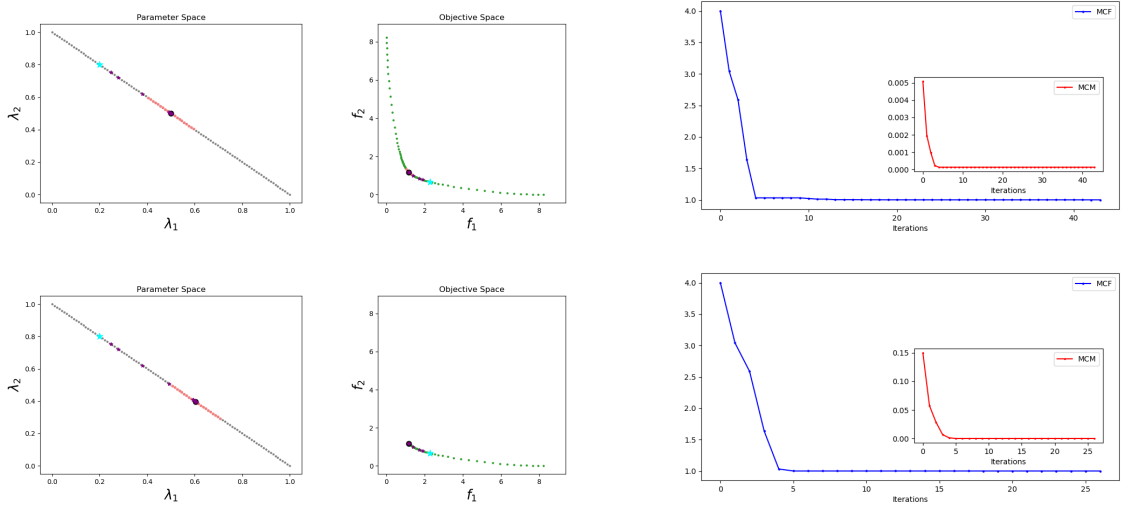 Parameter Space
1.0
0.8
0.6
0.4
0.2
0.0
λ2
0.0 0.2 0.4 0.6 0.8 1.0
λ1
Objective Space
8
6
4
2
0
f2
0 2 4 6 8
f1
4.0
3.5
3.0
2.5
2.0
1.5
1.0
MCF
0.005
0.004
0.003
0.002
0.001
0.000
MCM
0 10 20 30 40
Iterations
0 10 20 30 40
Iterations
Parameter Space
1.0
0.8
0.6
0.4
0.2
0.0
λ2
0.0 0.2 0.4 0.6 0.8 1.0
λ1
Objective Space
8
6
4
2
0
f2
0 2 4 6 8
f1
4.0
3.5
3.0
2.5
2.0
1.5
1.0
MCF
0.15
0.10
0.05
0.00
MCM
0 5 10 15 20 25
Iterations
0 5 10 15 20 25
Iterations